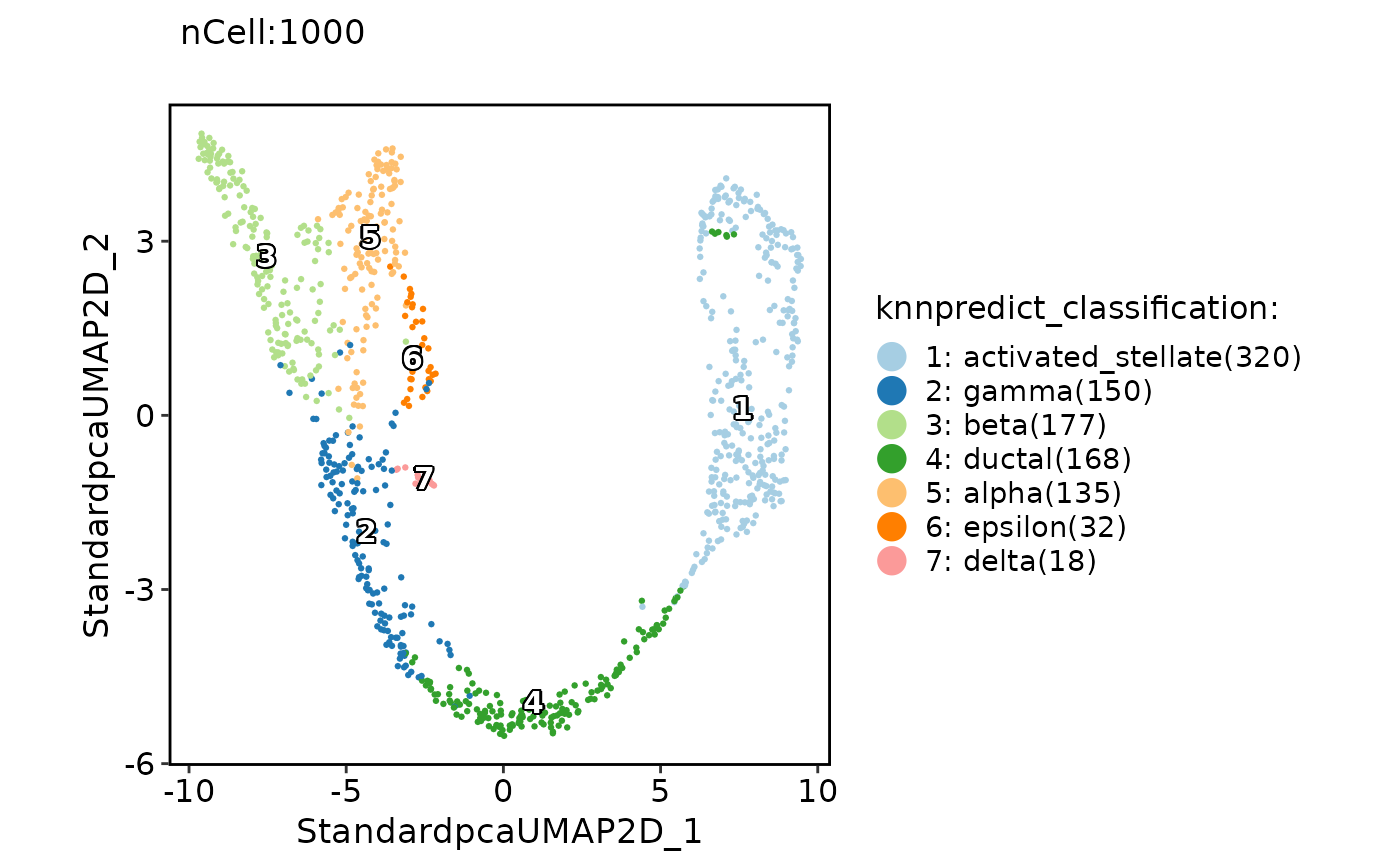 nCell:1000
StandardpcaUMAP2D_2
3
0
-3
-6
-10
-5
0
5
10
StandardpcaUMAP2D_1
3
5
6
1
7
2
4
knnpredict_classification:
1: activated_stellate(320)
2: gamma(150)
3: beta(177)
4: ductal(168)
5: alpha(135)
6: epsilon(32)
7: delta(18)